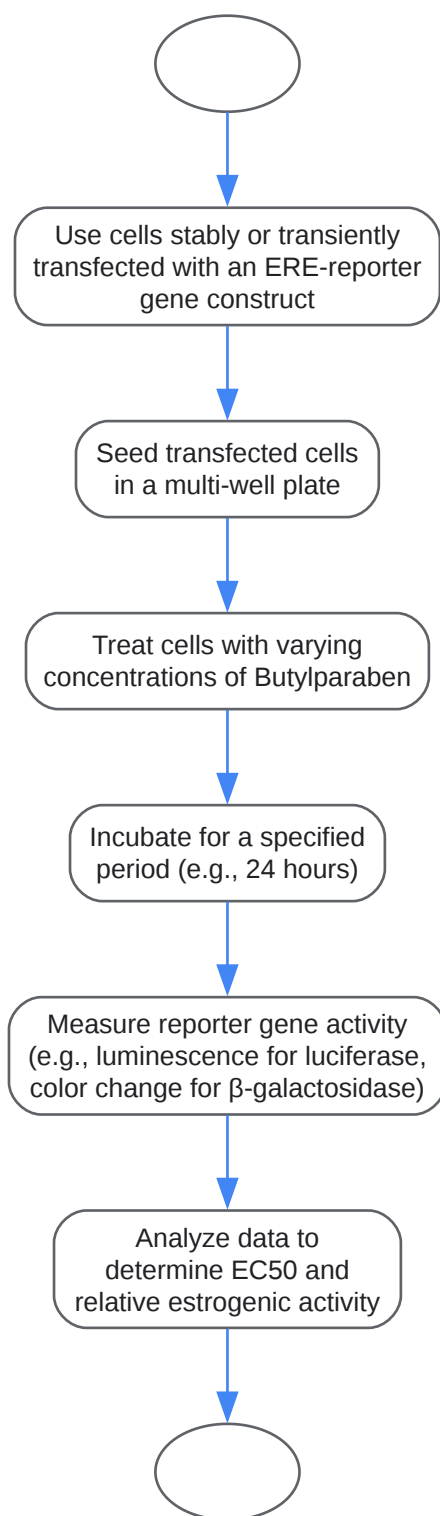 Use cells stably or transiently
transfected with an ERE-reporter
gene construct
Seed transfected cells
in a multi-well plate
Treat cells with varying
concentrations of Butylparaben
Incubate for a specified
period (e.g., 24 hours)
Measure reporter gene activity
(e.g., luminescence for luciferase,
color change for β-galactosidase)
Analyze data to
determine EC50 and
relative estrogenic activity